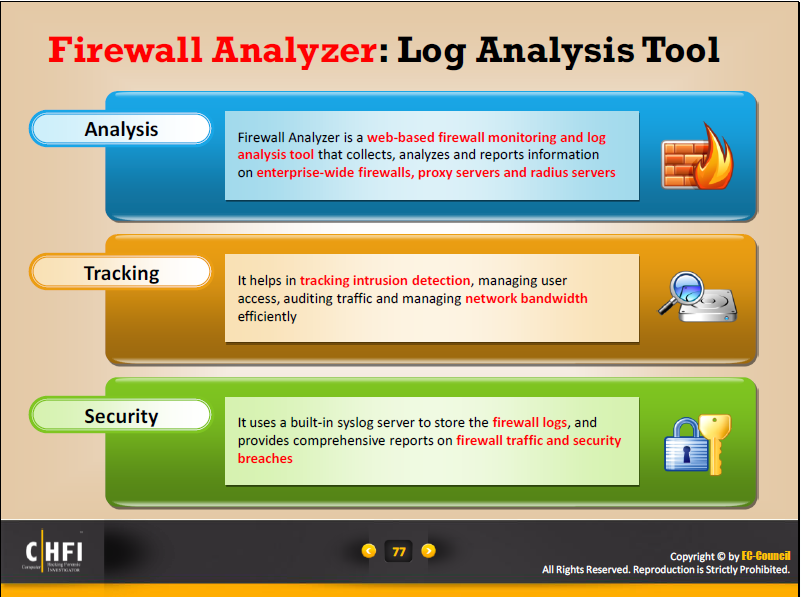 Firewall Analyzer: Log Analysis Tool
Analysis
Firewall Analyzer is a web-based firewall monitoring and log
analysis tool that collects, analyzes and reports information
on enterprise-wide firewalls, proxy servers and radius servers
Tracking
It helps in tracking intrusion detection, managing user
access, auditing traffic and managing network bandwidth
efficiently
Security
It uses a built-in syslog server to store the firewall logs, and
provides comprehensive reports on firewall traffic and security
breaches
CHFI
Computer Hacking Forensic
INVESTIGATOR
77
Copyright © by EC-Council
All Rights Reserved. Reproduction is Strictly Prohibited.